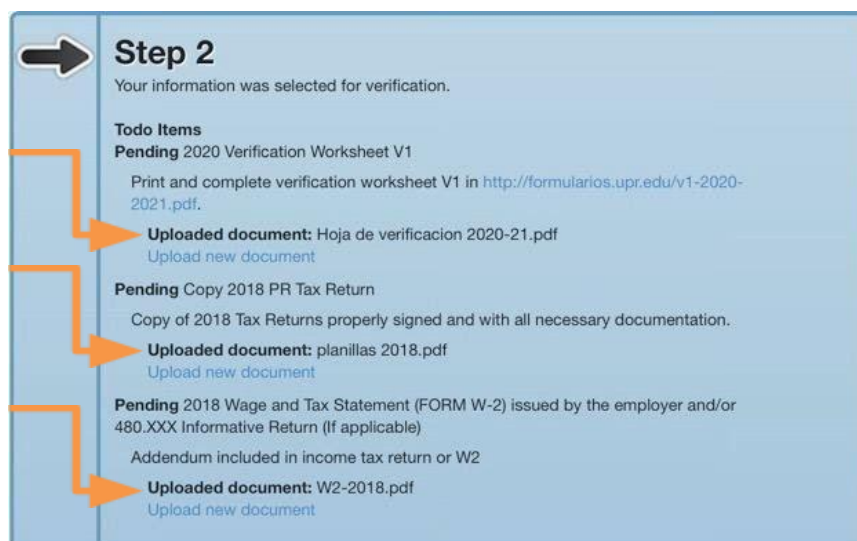 Step 2
Your information was selected for verification.
Todo Items
Pending 2020 Verification Worksheet V1
Print and complete verification worksheet V1 in http://formularios.upr.edu/v1-2020-
2021.pdf.
Uploaded document: Hoja de verificacion 2020-21.pdf
Upload new document
Pending Copy 2018 PR Tax Return
Copy of 2018 Tax Returns properly signed and with all necessary documentation.
Uploaded document: planillas 2018.pdf
Upload new document
Pending 2018 Wage and Tax Statement (FORM W-2) issued by the employer and/or
480.XXX Informative Return (If applicable)
Addendum included in income tax return or W2
Uploaded document: W2-2018.pdf
Upload new document